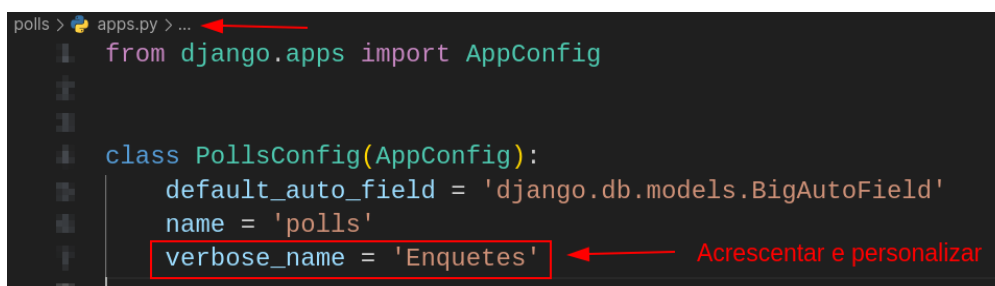 polls > apps.py > ...
from django.apps import AppConfig
class PollsConfig(AppConfig):
default_auto_field = 'django.db.models.BigAutoField'
name = 'polls'
verbose_name = 'Enquetes'
Acrescentar e personalizar